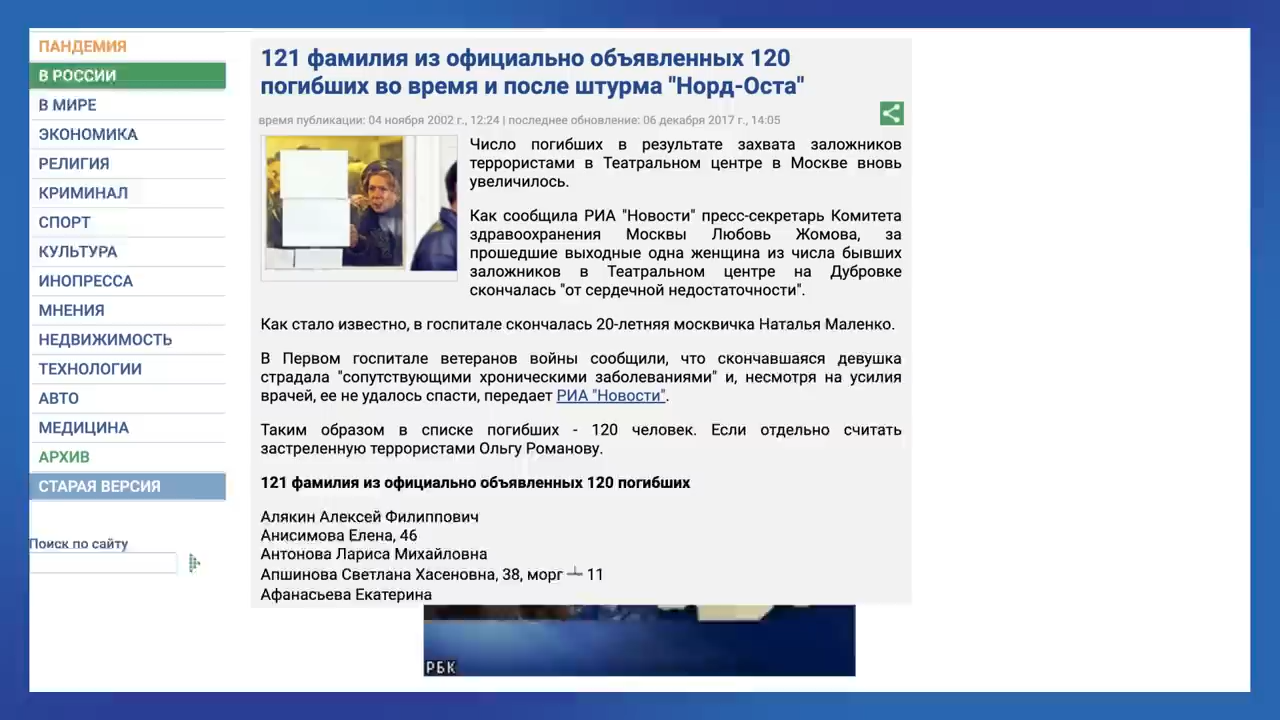 ПАНДЕМИЯ
В РОССИИ
В МИРЕ
ЭКОНОМИКА
РЕЛИГИЯ
КРИМИНАЛ
СПОРТ
КУЛЬТУРА
ИНОПРЕССА
МНЕНИЯ
НЕДВИЖИМОСТЬ
ТЕХНОЛОГИИ
АВТО
МЕДИЦИНА
АРХИВ
СТАРАЯ ВЕРСИЯ
Поиск по сайту
121 фамилия из официально объявленных 120
погибших во время и после штурма "Норд-Оста"
время публикации: 04 ноября 2002 г., 12:24 | последнее обновление: 06 декабря 2017 г., 14:05
Число погибших в результате захвата заложников
террористами в Театральном центре в Москве вновь
увеличилось.
Как сообщила РИА "Новости" пресс-секретарь Комитета
здравоохранения Москвы Любовь Жомова, за
прошедшие выходные одна женщина из числа бывших
заложников в Театральном центре на Дубровке
скончалась "от сердечной недостаточности".
Как стало известно, в госпитале скончалась 20-летняя москвичка Наталья Маленко.
В Первом госпитале ветеранов войны сообщили, что скончавшаяся девушка
страдала "сопутствующими хроническими заболеваниями" и, несмотря на усилия
врачей, ее не удалось спасти, передает РИА "Новости".
Таким образом в списке погибших - 120 человек. Если отдельно считать
застреленную террористами Ольгу Романову.
121 фамилия из официально объявленных 120 погибших
Алякин Алексей Филиппович
Анисимова Елена, 46
Антонова Лариса Михайловна
Апшинова Светлана Хасеновна, 38, морг ┴ 11
Афанасьева Екатерина
РБК